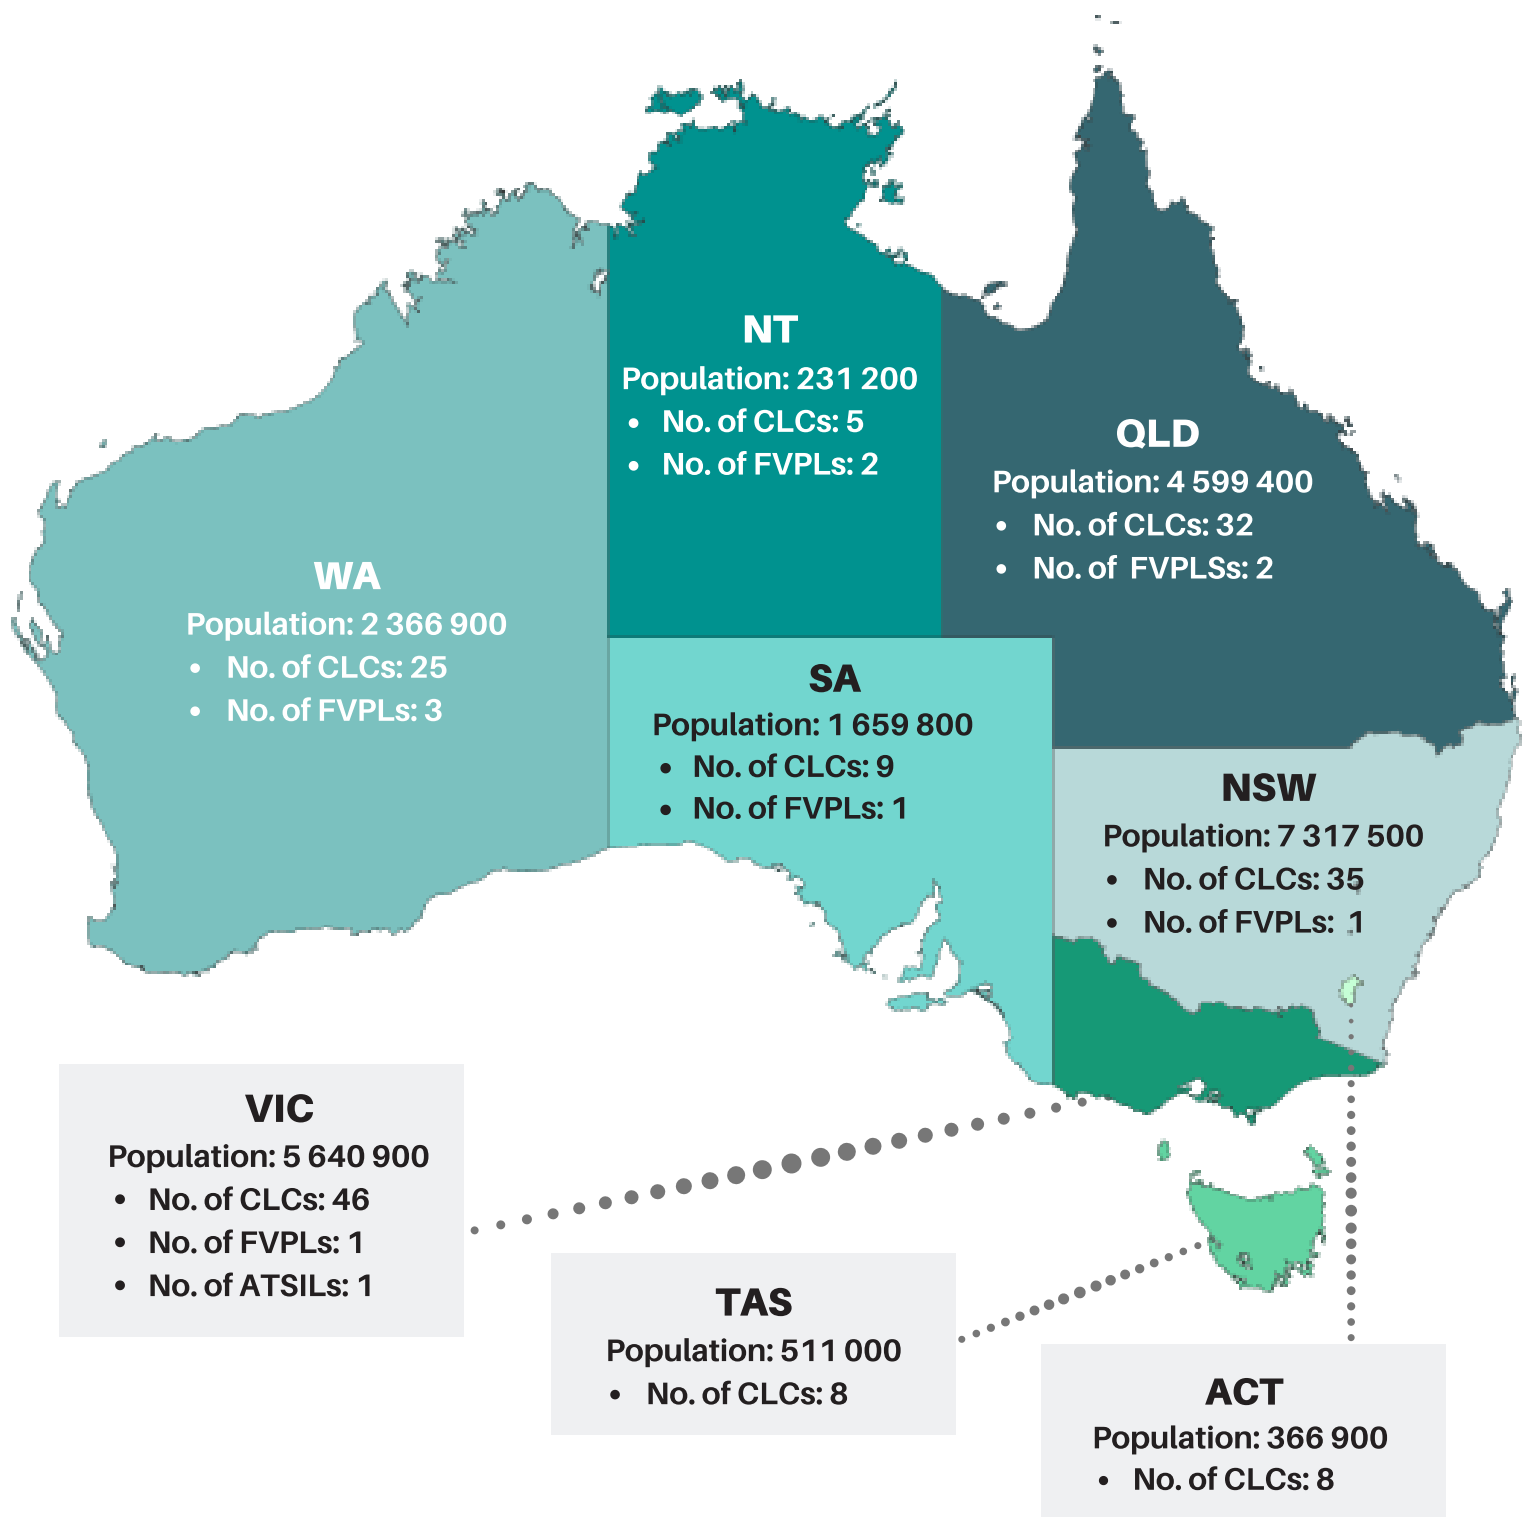 NT
Population: 231 200
• No. of CLCs: 5
• No. of FVPLs: 2
QLD
Population: 4 599 400
• No. of CLCs: 32
• No. of FVPLSs: 2
WA
Population: 2 366 900
• No. of CLCs: 25
• No. of FVPLs: 3
SA
Population: 1 659 800
• No. of CLCs: 9
• No. of FVPLs: 1
NSW
Population: 7 317 500
• No. of CLCs: 35
• No. of FVPLs: 1
VIC
Population: 5 640 900
• No. of CLCs: 46
• No. of FVPLs: 1
• No. of ATSILs: 1
TAS
Population: 511 000
• No. of CLCs: 8
ACT
Population: 366 900
• No. of CLCs: 8